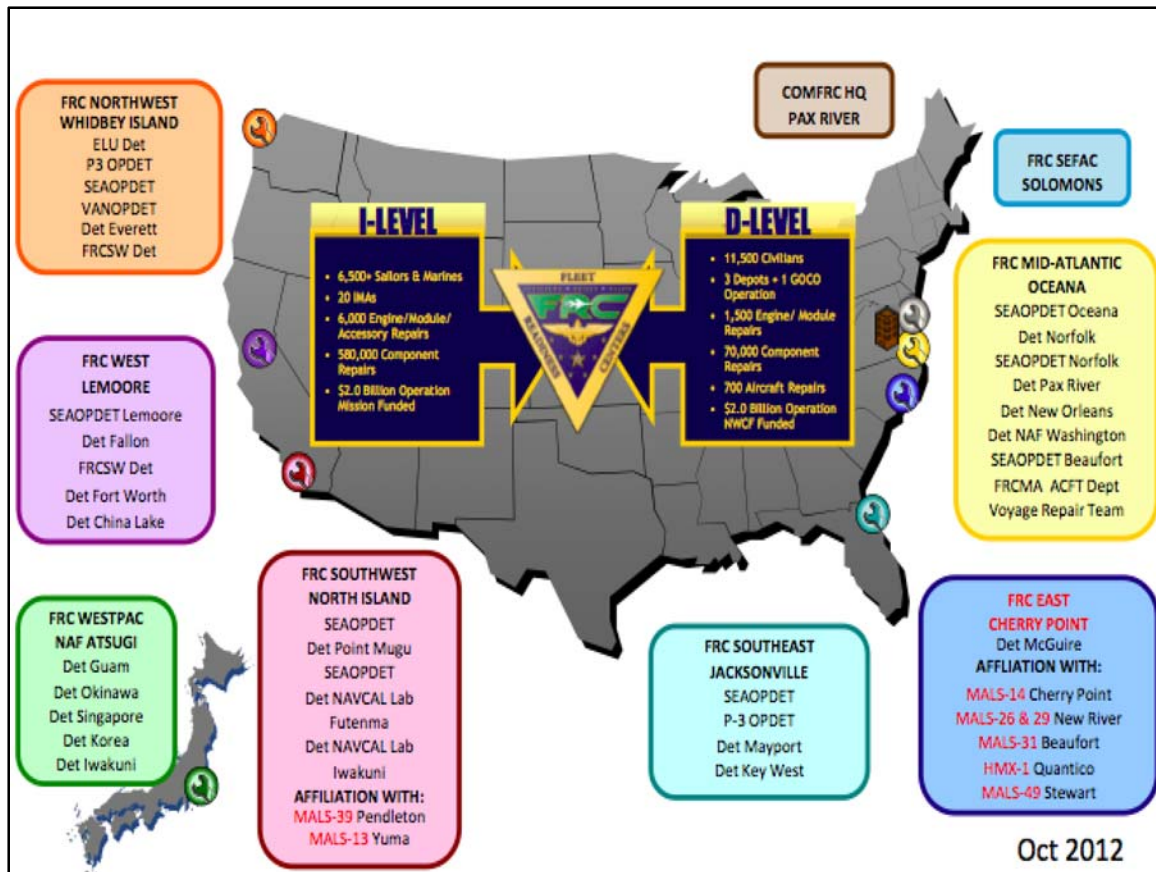 FRC NORTHWEST
WHIDBEY ISLAND
ELU Det
P3 OPDET
SEAOPDET
VANOPDET
Det Everett
FRCSW Det
COMFRC HQ
PAX RIVER
FRC SEFAC
SOLOMONS
I-LEVEL
• 6,500+ Sailors & Marines
• 20 IMAs
• 6,000 Engine/Module/
Accessory Repairs
• 580,000 Component
Repairs
• $2.0 Billion Operation
Mission Funded
FLEET
FRC
READINESS
CENTERS
D-LEVEL
• 11,500 Civilians
• 3 Depots + 1 GOCO
Operation
• 1,500 Engine/ Module
Repairs
• 70,000 Component
Repairs
• 700 Aircraft Repairs
• $2.0 Billion Operation
NWCF Funded
FRC MID-ATLANTIC
OCEANA
SEAOPDET Oceana
Det Norfolk
SEAOPDET Norfolk
Det Pax River
Det New Orleans
Det NAF Washington
SEAOPDET Beaufort
FRCMA ACFT Dept
Voyage Repair Team
FRC WEST
LEMOORE
SEAOPDET Lemoore
Det Fallon
FRCSW Det
Det Fort Worth
Det China Lake
FRC WESTPAC
NAF ATSUGI
Det Guam
Det Okinawa
Det Singapore
Det Korea
Det Iwakuni
FRC SOUTHWEST
NORTH ISLAND
SEAOPDET
Det Point Mugu
SEAOPDET
Det NAVCAL Lab
Futenma
Det NAVCAL Lab
Iwakuni
AFFILIATION WITH:
MALS-39 Pendleton
MALS-13 Yuma
FRC SOUTHEAST
JACKSONVILLE
SEAOPDET
P-3 OPDET
Det Mayport
Det Key West
FRC EAST
CHERRY POINT
Det McGuire
AFFLIATION WITH:
MALS-14 Cherry Point
MALS-26 & 29 New River
MALS-31 Beaufort
HMX-1 Quantico
MALS-49 Stewart
Oct 2012